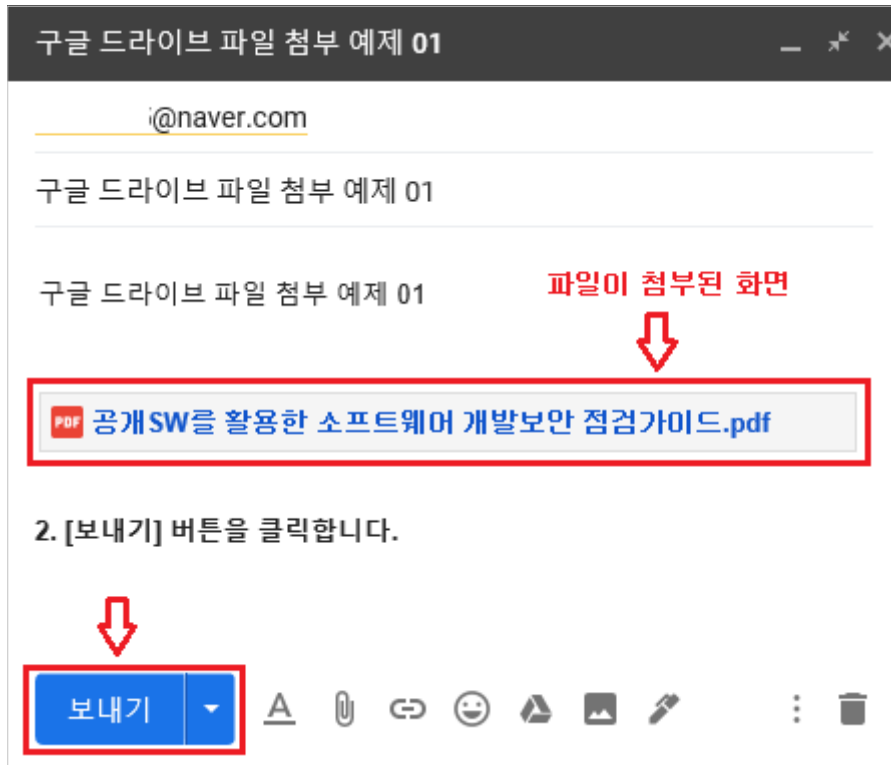 구글 드라이브 파일 첨부 예제 01
@naver.com
구글 드라이브 파일 첨부 예제 01
구글 드라이브 파일 첨부 예제 01
파일이 첨부된 화면
PDF 공개SW를 활용한 소프트웨어 개발보안 점검가이드.pdf
2. [보내기] 버튼을 클릭합니다.
보내기